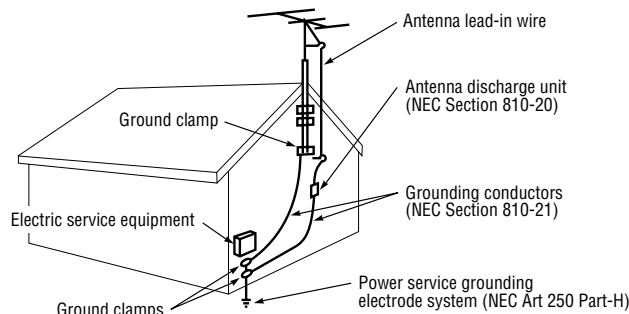 Antenna lead-in wire
Antenna discharge unit
(NEC Section 810-20)
Ground clamp
Grounding conductors
(NEC Section 810-21)
Electric service equipment
Power service grounding
electrode system (NEC Art 250 Part-H)
Ground clamps